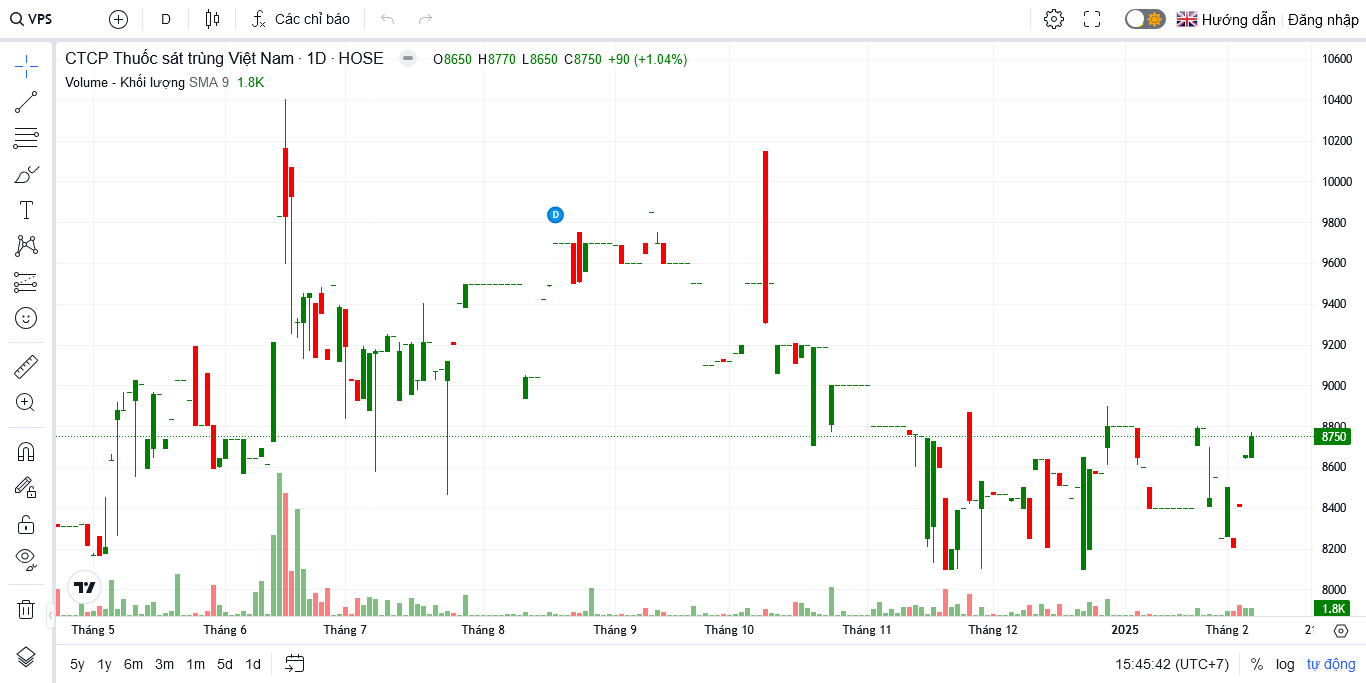 VPS D Các chỉ báo Hướng dẫn Đăng nhập
CTCP Thuốc sát trùng Việt Nam · 1D · HOSE O8650 H8770 L8650 C8750 +90 (+1.04%)
Volume - Khối lượng SMA 9 1.8K
10600
10400
10200
10000
D
9800
9600
9400
9200
9000
8800
8750
8600
8400
8200
8000
1.8K
Tháng 5 Tháng 6 Tháng 7 Tháng 8 Tháng 9 Tháng 10 Tháng 11 Tháng 12 2025 Tháng 2 21
5y 1y 6m 3m 1m 5d 1d 15:45:42 (UTC+7) % log tự động